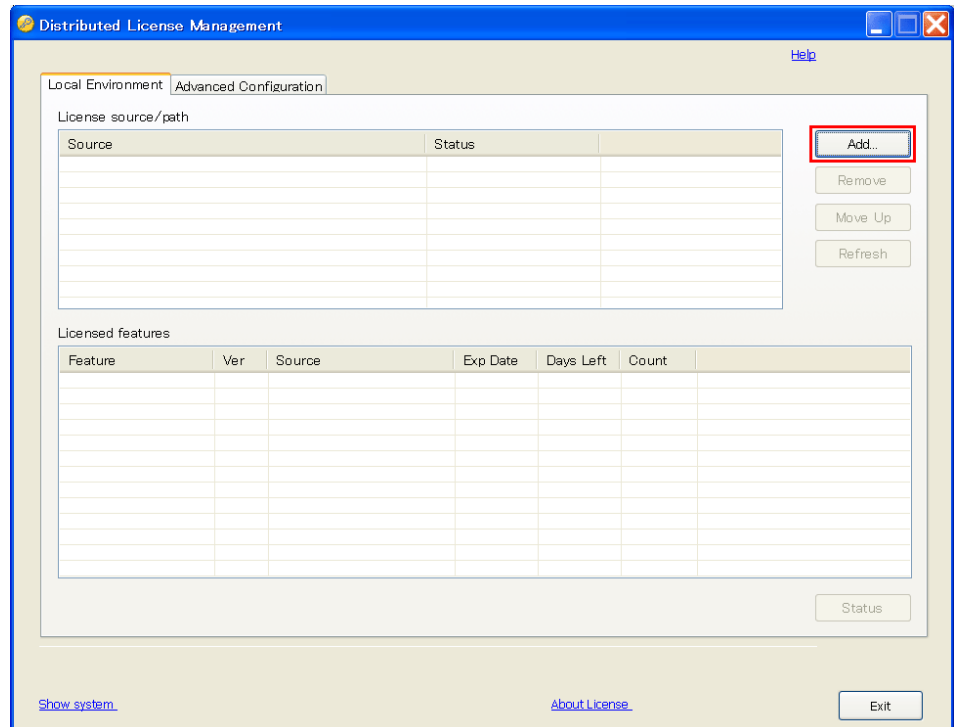 Distributed License Management
Help
Local Environment Advanced Configuration
License source/path
Source Status
Add...
Remove
Move Up
Refresh
Licensed features
Feature Ver Source Exp Date Days Left Count
Status
Show system
About License
Exit